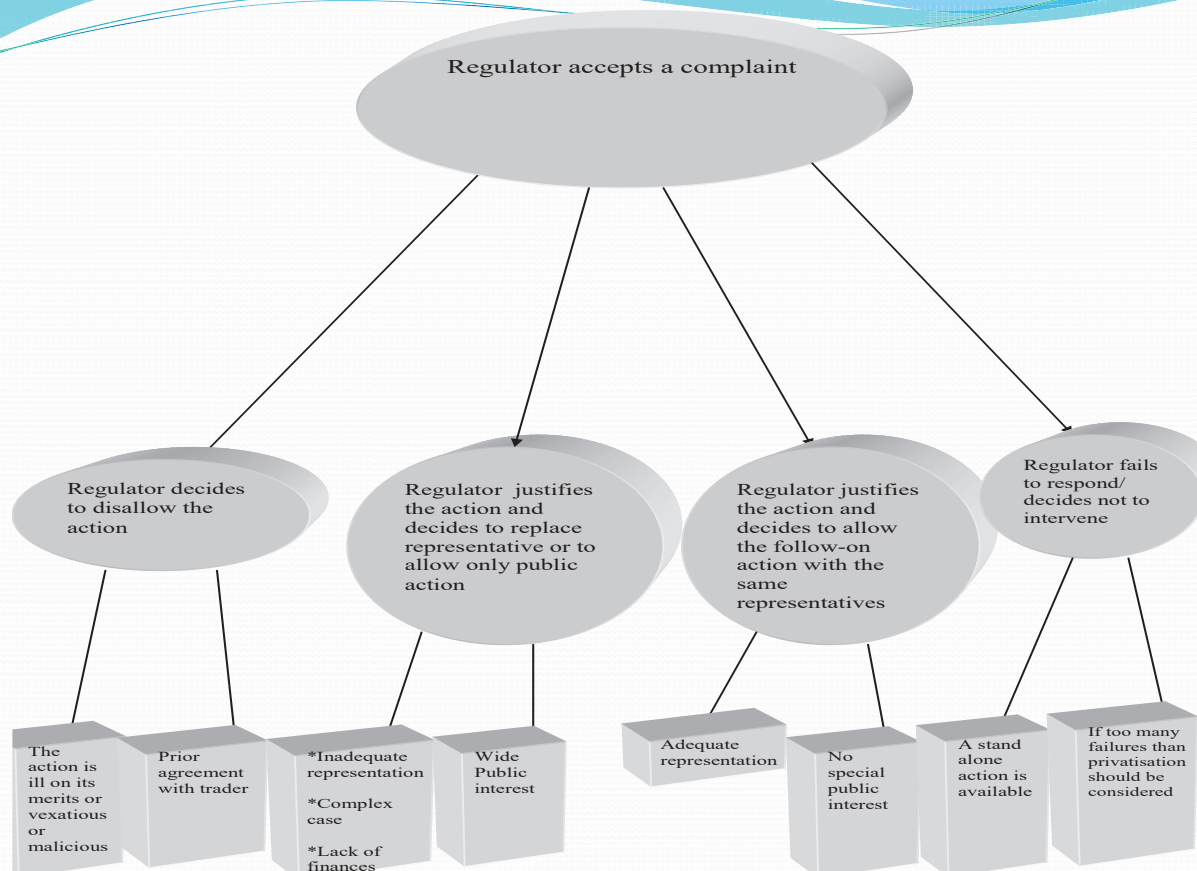 Regulator accepts a complaint
Regulator decides
to disallow the
action
Regulator justifies
the action and
decides to replace
representative or to
allow only public
action
Regulator justifies
the action and
decides to allow
the follow-on
action with the
same
representatives
Regulator fails
to respond/
decides not to
intervene
The
action is
ill on its
merits or
vexatious
or
malicious
Prior
agreement
with trader
*Inadequate
representation
*Complex
case
*Lack of
finances
Wide
Public
interest
Adequate
representation
No
special
public
interest
A stand
alone
action is
available
If too many
failures than
privatisation
should be
considered